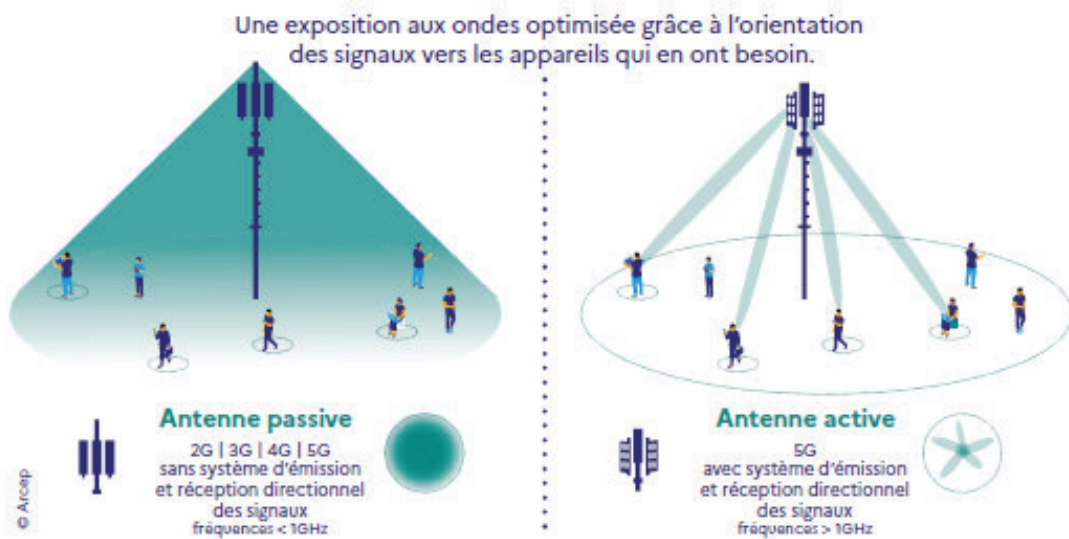 Une exposition aux ondes optimisée grâce à l'orientation
des signaux vers les appareils qui en ont besoin.
Antenne passive
2G | 3G | 4G | 5G
sans système d'émission
et réception directionnel
des signaux
fréquences < 1GHz
Antenne active
5G
avec système d'émission
et réception directionnel
des signaux
fréquences > 1GHz
© Arcep